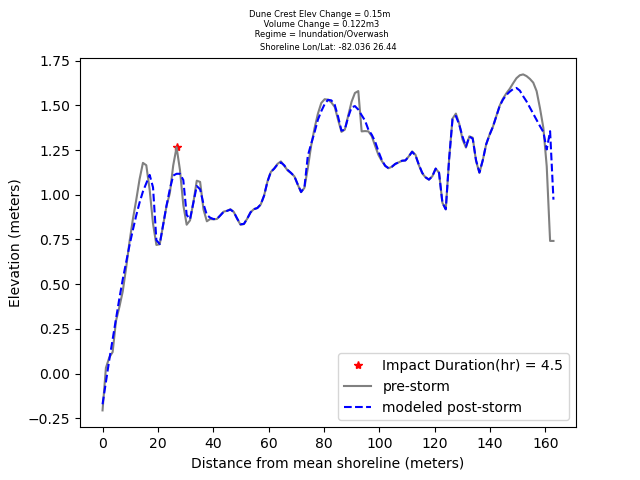 Dune Crest Elev Change = 0.15m
Volume Change = 0.122m3
Regime = Inundation/Overwash
Shoreline Lon/Lat: -82.036 26.44
1.75
1.50
1.25
1.00
0.75
0.50
0.25
0.00
−0.25
Elevation (meters)
Impact Duration(hr) = 4.5
pre-storm
modeled post-storm
0 20 40 60 80 100 120 140 160
Distance from mean shoreline (meters)